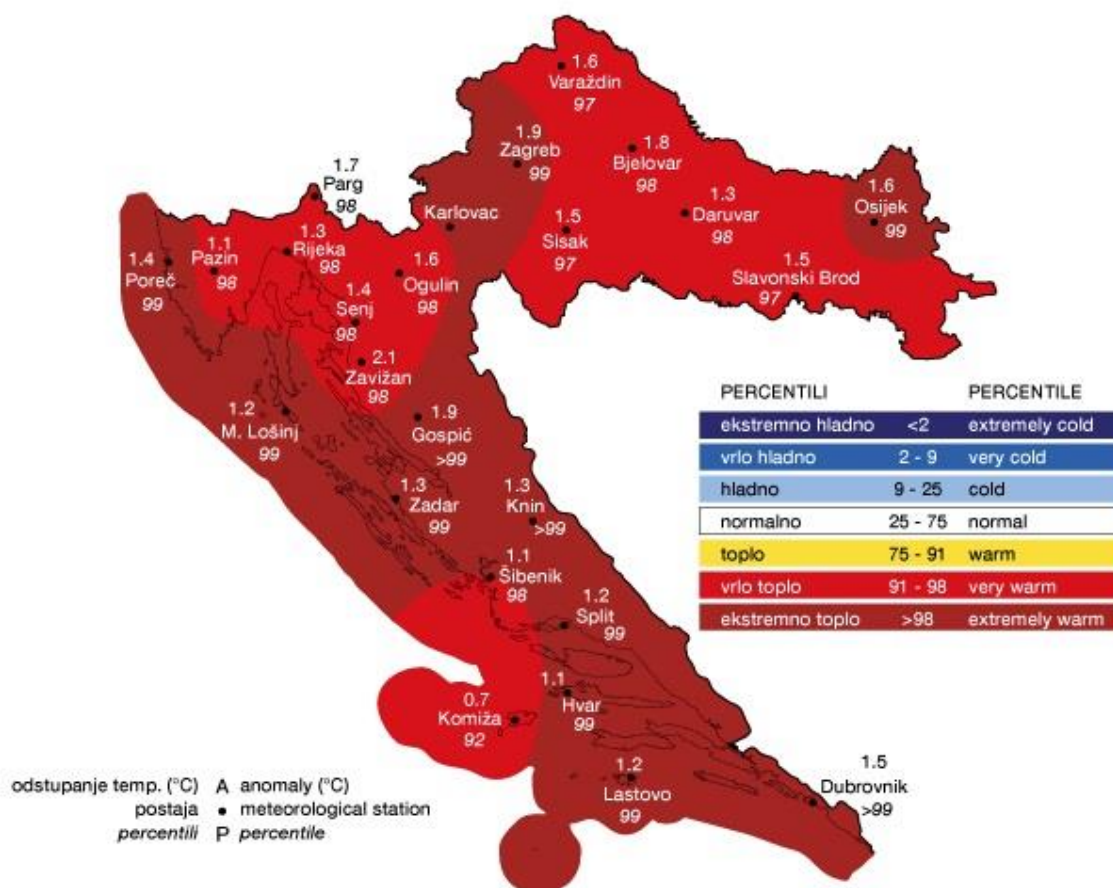 1.6
Varaždin
97
1.9
Zagreb
99
1.8
Bjelovar
98
1.7
Parg
98
1.3
Daruvar
98
1.6
Osijek
99
Karlovac
1.5
Sisak
97
1.4
Poreč
99
1.1
Pazin
98
1.3
Rijeka
98
1.6
Ogulin
98
1.5
Slavonski Brod
97
1.4
Senj
98
2.1
Zavižan
98
1.2
M. Lošinj
99
1.9
Gospić
>99
1.3
Zadar
99
1.3
Knin
>99
1.1
Šibenik
98
1.2
Split
99
1.1
Hvar
99
0.7
Komiža
92
1.2
Lastovo
99
1.5
Dubrovnik
>99
PERCENTILI PERCENTILE
ekstremno hladno <2 extremely cold
vrlo hladno 2 - 9 very cold
hladno 9 - 25 cold
normalno 25 - 75 normal
toplo 75 - 91 warm
vrlo toplo 91 - 98 very warm
ekstremno toplo >98 extremely warm
odstupanje temp. (°C) A anomaly (°C)
postaja • meteorological station
percentili P percentile